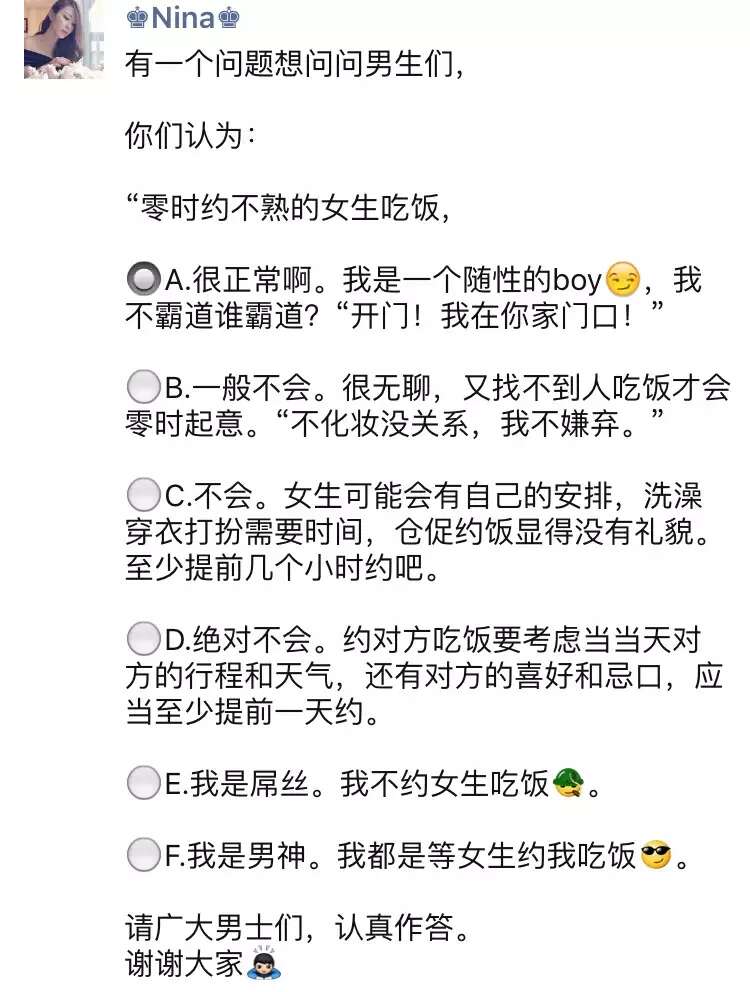 ♚Nina♚
有一个问题想问问男生们，
你们认为：
“零时约不熟的女生吃饭，
🔘A.很正常啊。我是一个随性的boy😏，我
不霸道谁霸道？“开门！我在你家门口！”
⚪B.一般不会。很无聊，又找不到人吃饭才会
零时起意。“不化妆没关系，我不嫌弃。”
⚪C.不会。女生可能会有自己的安排，洗澡
穿衣打扮需要时间，仓促约饭显得没有礼貌。
至少提前几个小时约吧。
⚪D.绝对不会。约对方吃饭要考虑当当天对
方的行程和天气，还有对方的喜好和忌口，应
当至少提前一天约。
⚪E.我是屌丝。我不约女生吃饭。
⚪F.我是男神。我都是等女生约我吃饭😎。
请广大男士们，认真作答。
谢谢大家🙇